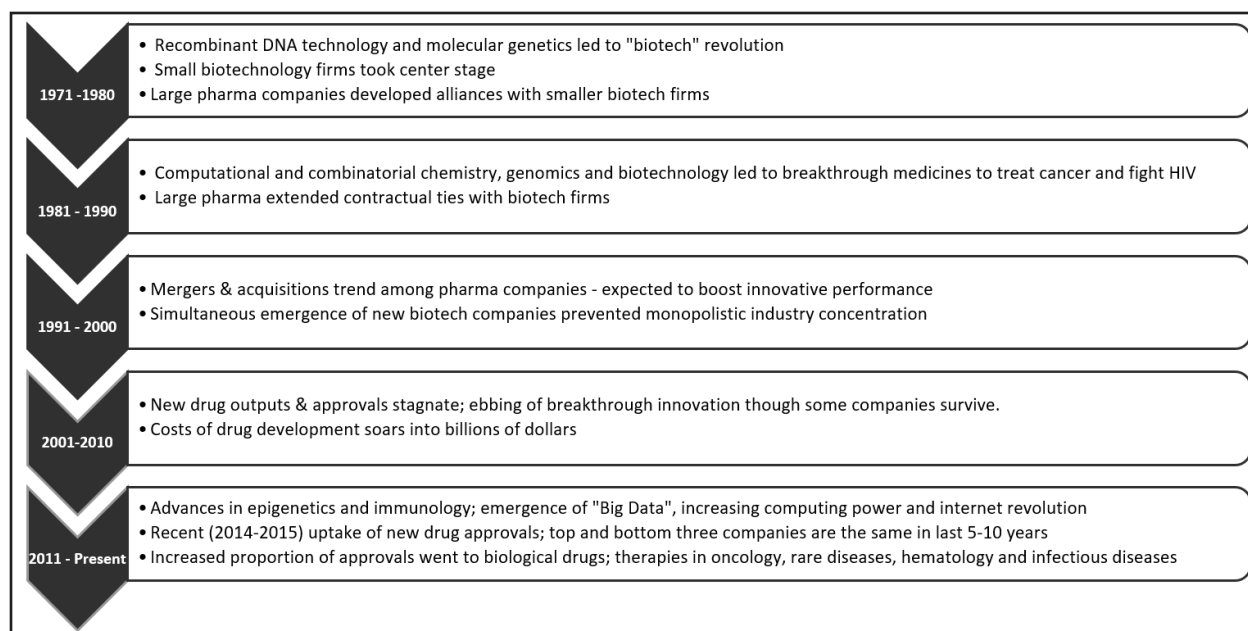 1971 -1980
• Recombinant DNA technology and molecular genetics led to "biotech" revolution
• Small biotechnology firms took center stage
• Large pharma companies developed alliances with smaller biotech firms
1981 - 1990
• Computational and combinatorial chemistry, genomics and biotechnology led to breakthrough medicines to treat cancer and fight HIV
• Large pharma extended contractual ties with biotech firms
1991 - 2000
• Mergers & acquisitions trend among pharma companies - expected to boost innovative performance
• Simultaneous emergence of new biotech companies prevented monopolistic industry concentration
2001-2010
• New drug outputs & approvals stagnate; ebbing of breakthrough innovation though some companies survive.
• Costs of drug development soars into billions of dollars
2011 - Present
• Advances in epigenetics and immunology; emergence of "Big Data", increasing computing power and internet revolution
• Recent (2014-2015) uptake of new drug approvals; top and bottom three companies are the same in last 5-10 years
• Increased proportion of approvals went to biological drugs; therapies in oncology, rare diseases, hematology and infectious diseases